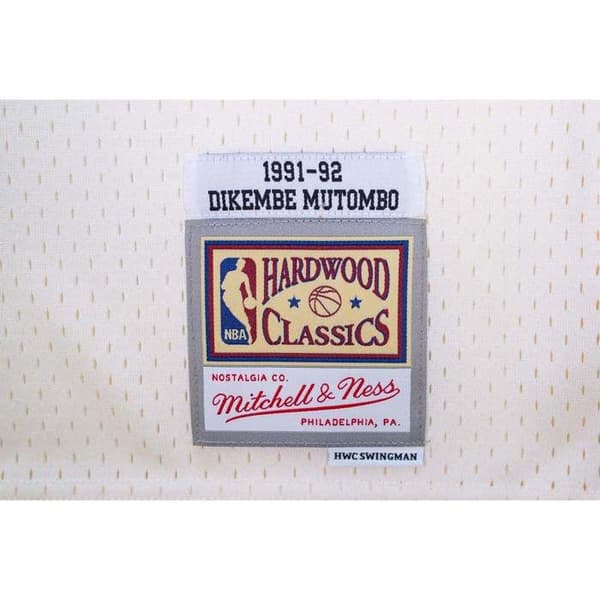 1991-92
DIKEMBE MUTOMBO
HARDWOOD
NBA
CLASSICS
NOSTALGIA CO.
Mitchell & Ness
PHILADELPHIA, PA.
HWC SWINGMAN